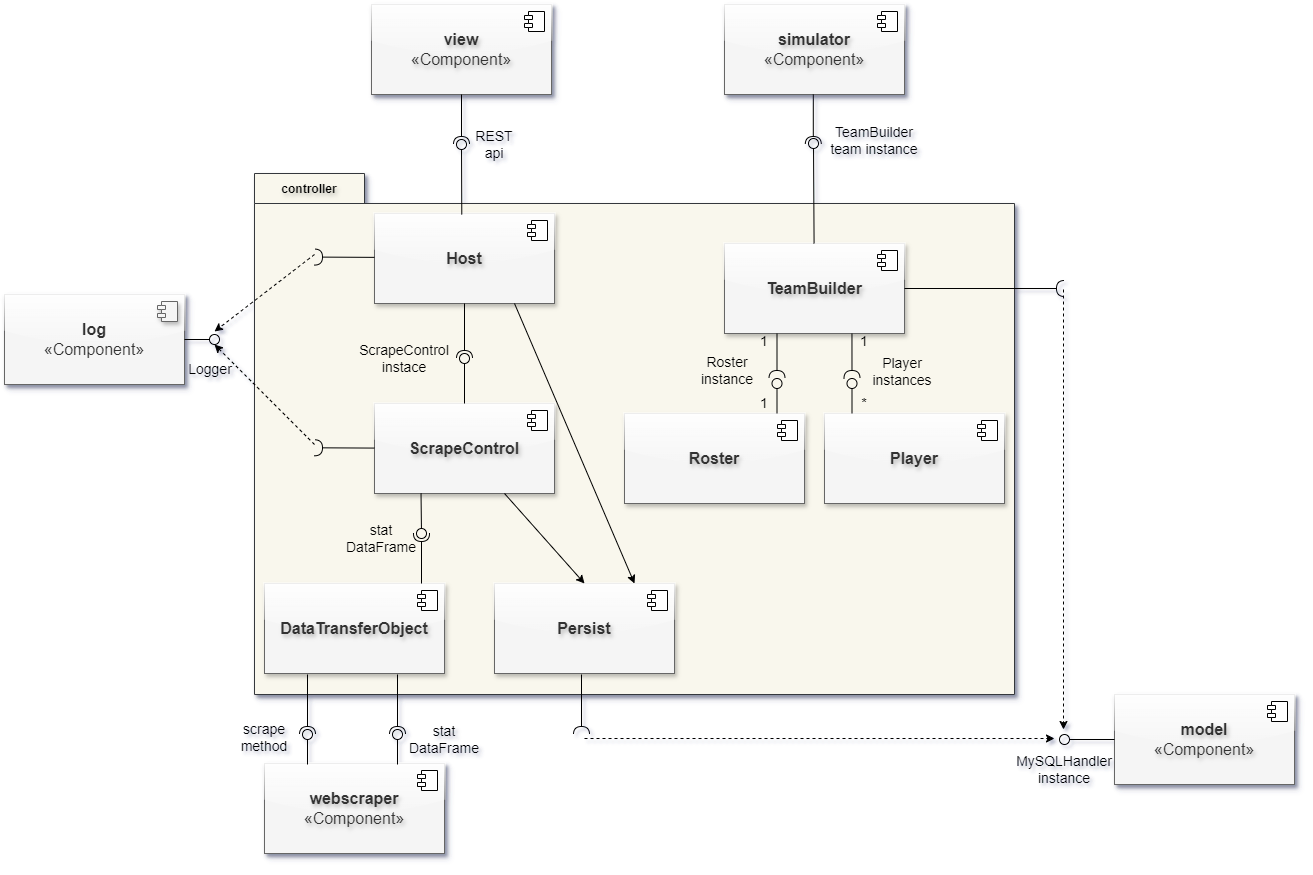 view
«Component»
simulator
«Component»
REST
api
TeamBuilder
team instance
controller
Host
TeamBuilder
log
«Component»
Logger
ScrapeControl
instace
1
1
Roster
instance
Player
instances
1
*
ScrapeControl
Roster
Player
stat
DataFrame
DataTransferObject
Persist
scrape
method
stat
DataFrame
model
«Component»
MySQLHandler
instance
webscraper
«Component»